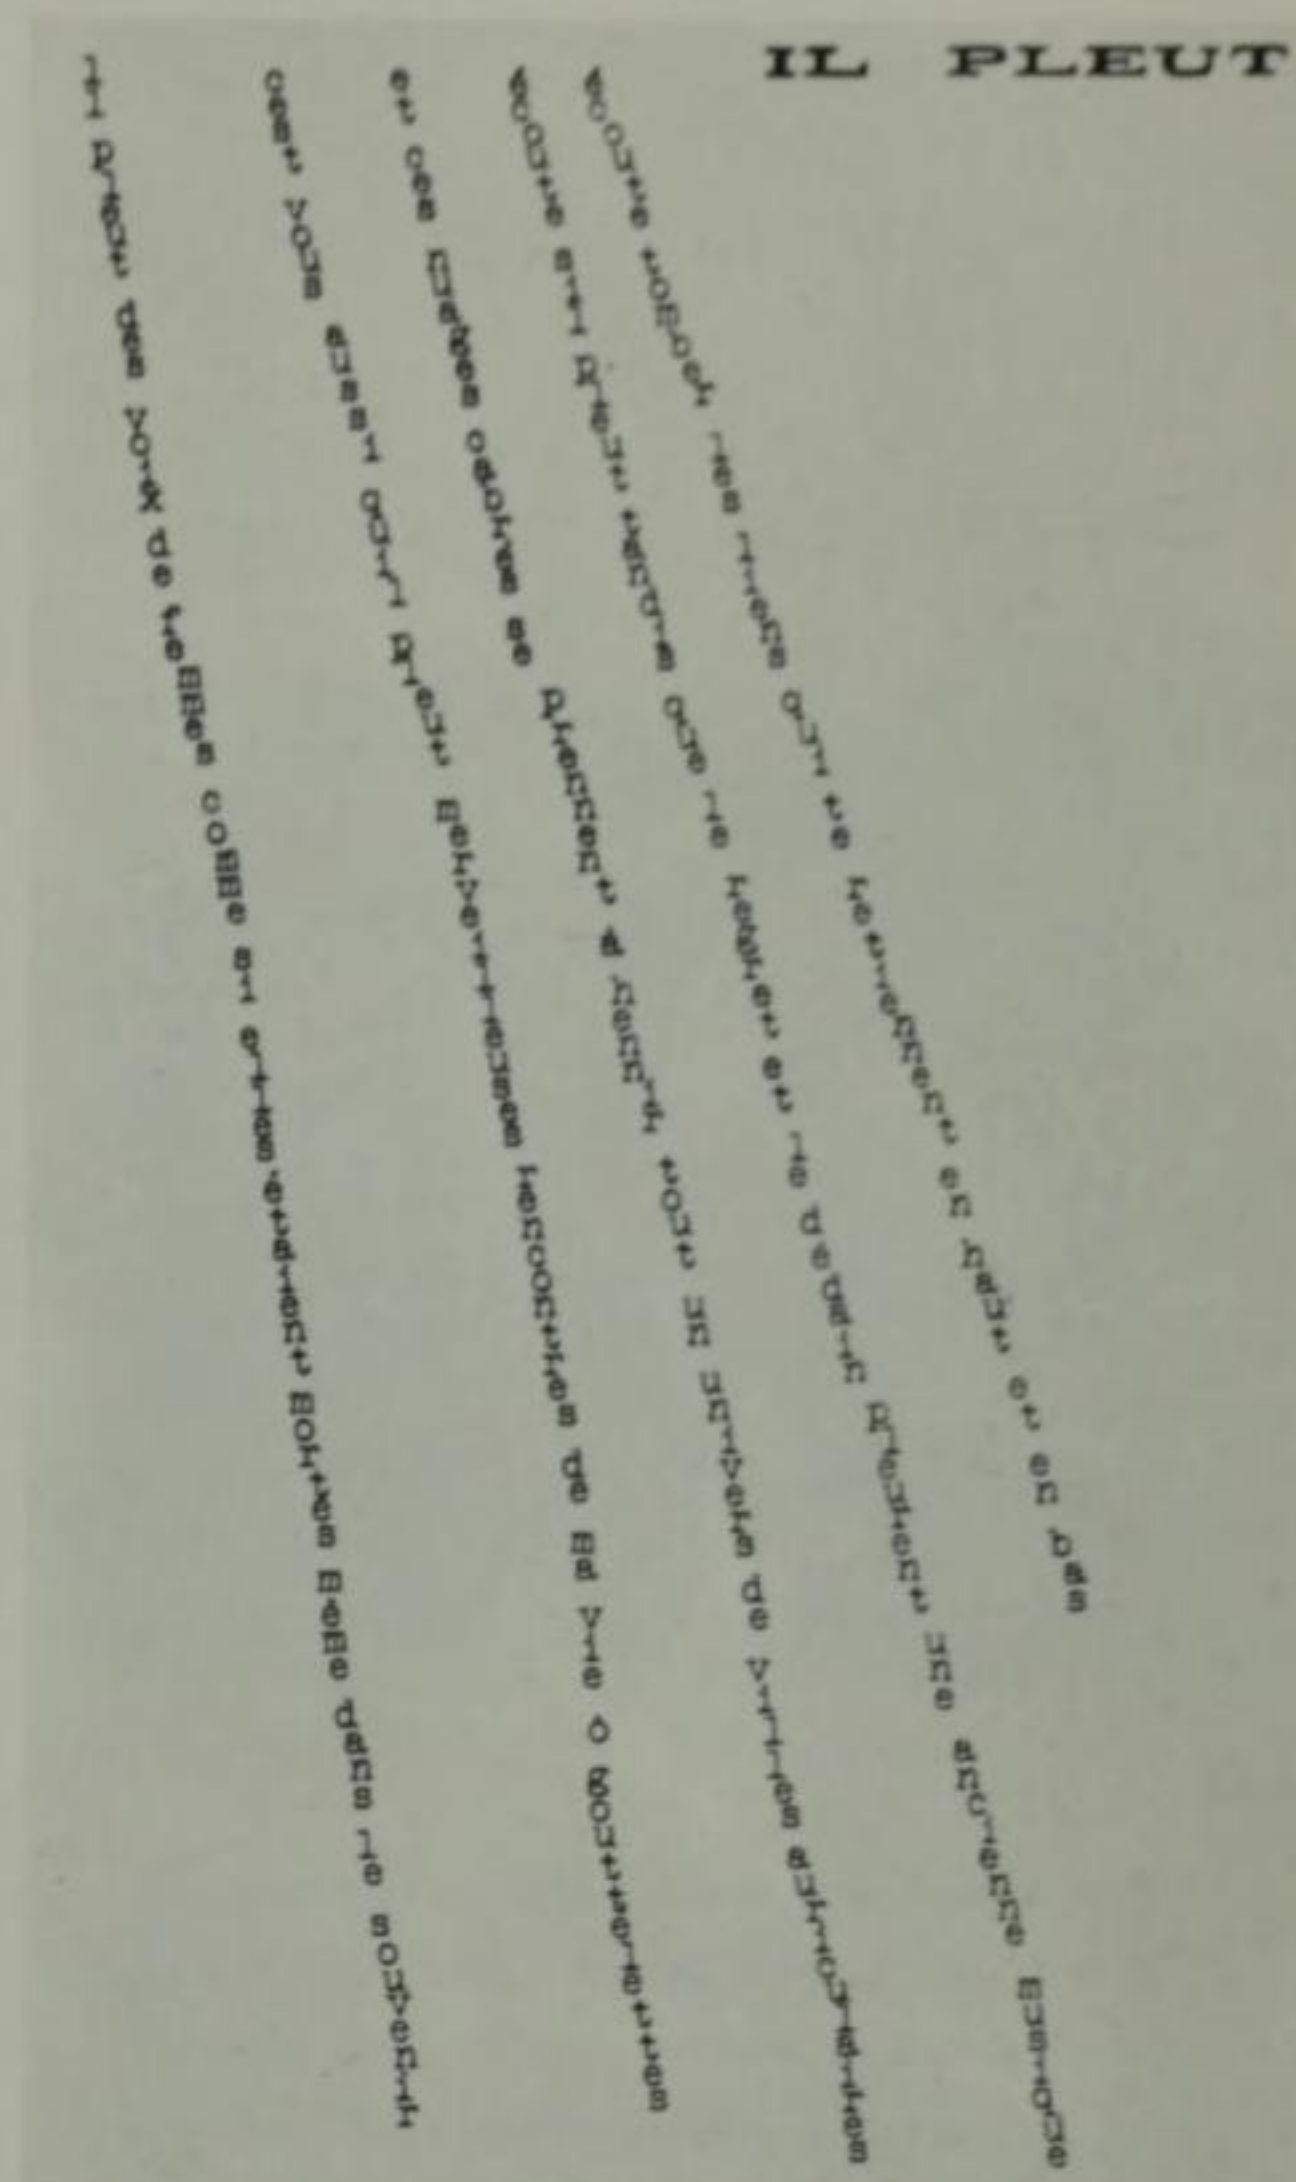 IL PLEUT
il pleut des voix de femmes comme si elles étaient mortes même dans le souvenir
c'est vous aussi qu'il pleut merveilleuses rencontres de ma vie ô gouttelettes
et ces nuages cabrés se prennent à hennir tout un univers de villes auriculaires
écoute s'il pleut tandis que le regret et le dédain pleurent une ancienne musique
écoute tomber les liens qui te retiennent en haut et en bas